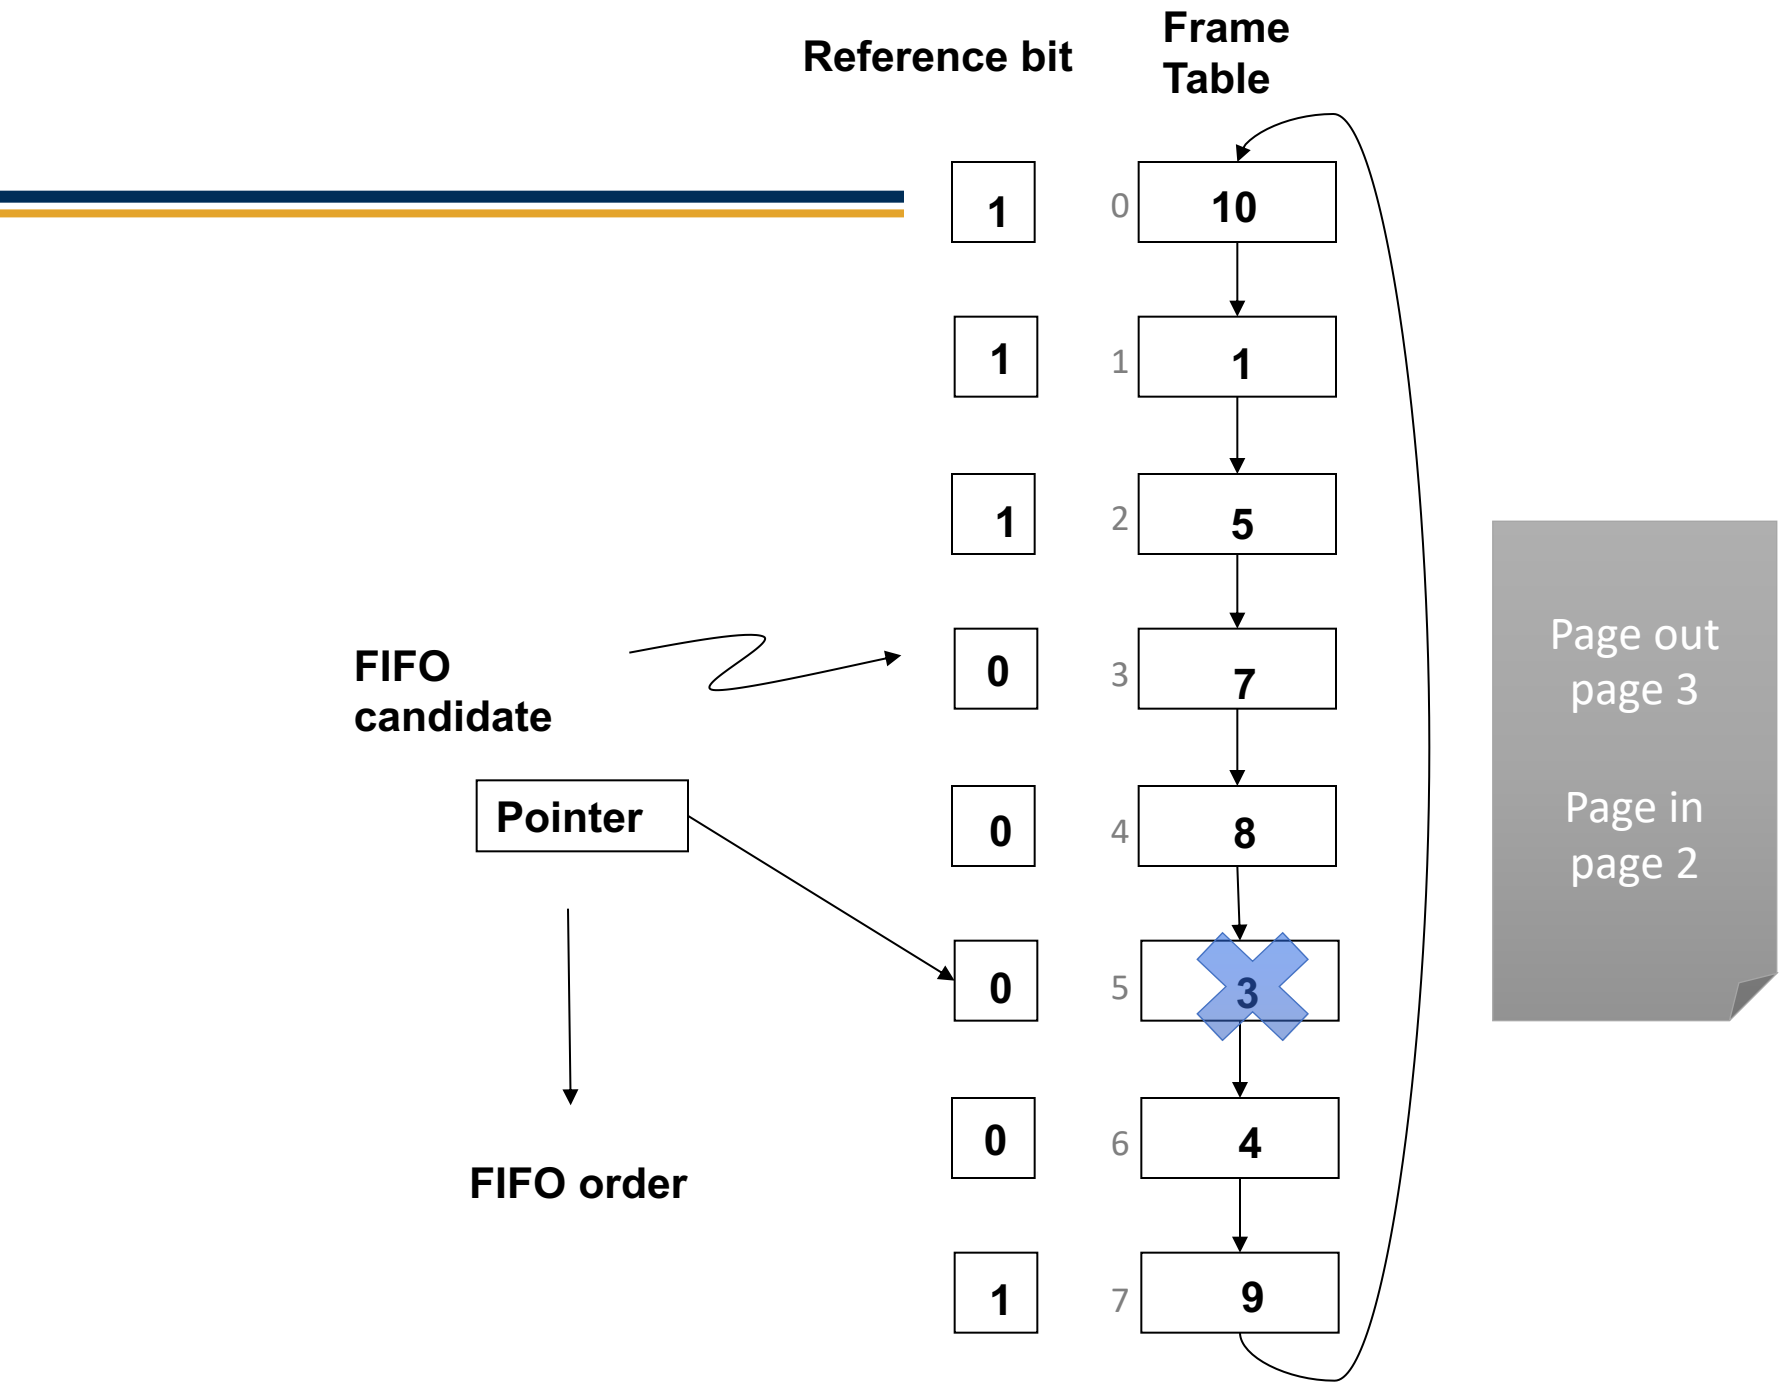 Reference bit
Frame
Table
1
0
10
1
1
1
1
2
5
FIFO
candidate
0
3
7
Pointer
0
4
8
0
5
3
0
6
4
FIFO order
1
7
9
Page out
page 3
Page in
page 2